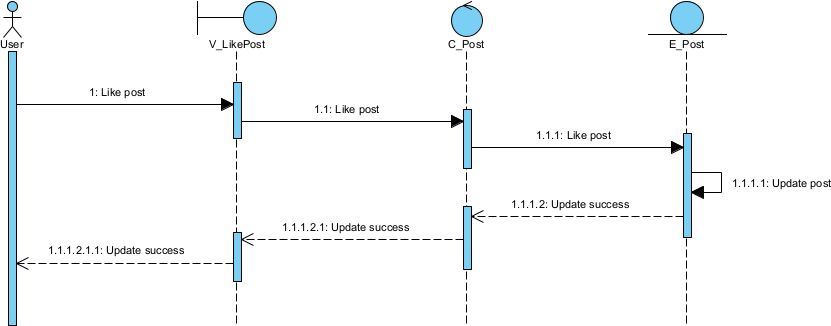 User
V_LikePost
C_Post
E_Post
1: Like post
1.1: Like post
1.1.1: Like post
1.1.1.1: Update post
1.1.1.2: Update success
1.1.1.2.1: Update success
1.1.1.2.1.1: Update success